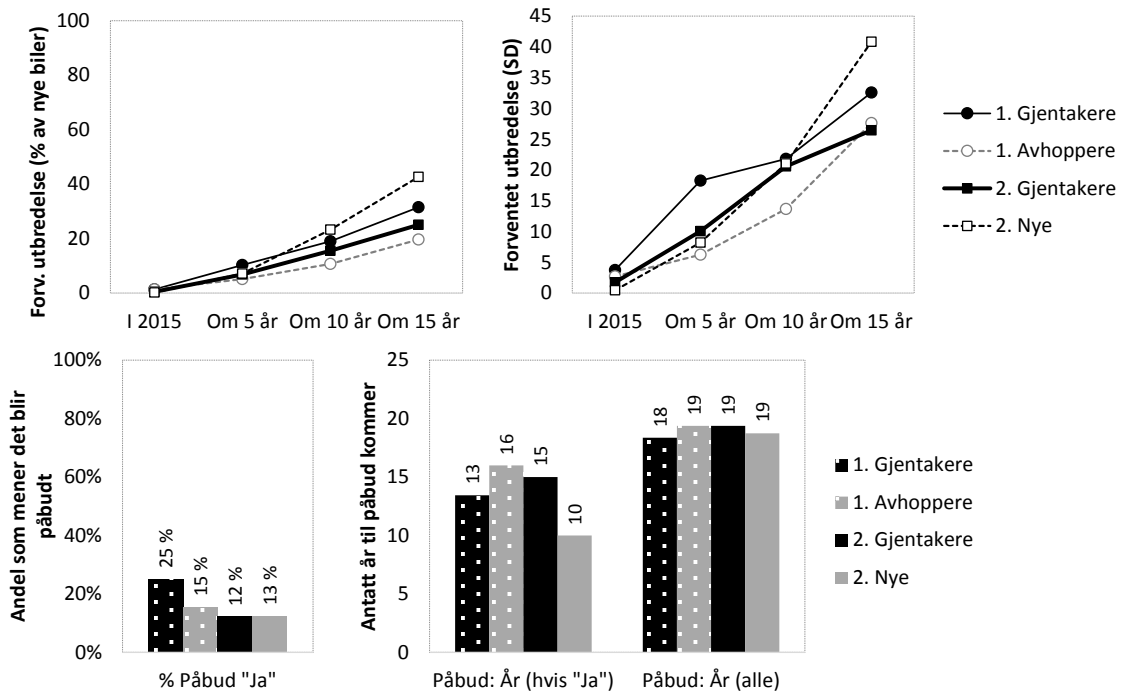 Forv. utbredelse (% av nye biler)
100
80
60
40
20
0
I 2015 Om 5 år Om 10 år Om 15 år
Forventet utbredelse (SD)
45
40
35
30
25
20
15
10
5
0
I 2015 Om 5 år Om 10 år Om 15 år
1. Gjentakere
1. Avhoppere
2. Gjentakere
2. Nye
Andel som mener det blir
påbudt
100%
80%
60%
40%
20%
0%
25 %
15 %
12 %
13 %
% Påbud "Ja"
Antatt år til påbud kommer
25
20
15
10
5
0
13
16
15
10
18
19
19
19
Påbud: År (hvis "Ja")
Påbud: År (alle)
1. Gjentakere
1. Avhoppere
2. Gjentakere
2. Nye